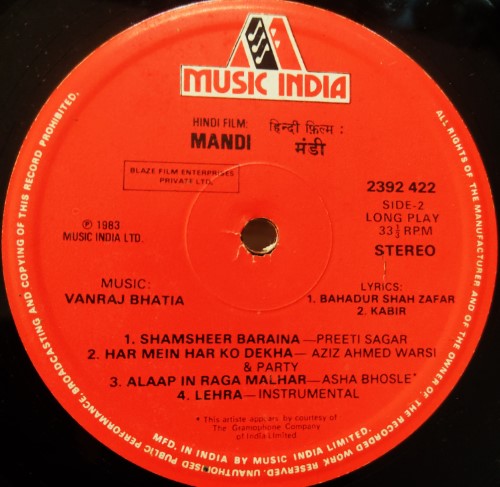 MUSIC INDIA
HINDI FILM: हिन्दी फ़िल्म :
MANDI मंडी
BLAZE FILM ENTERPRISES
PRIVATE LTD.
2392 422
SIDE-2
LONG PLAY
33⅓ RPM
STEREO
Ⓟ 1983
MUSIC INDIA LTD.
MUSIC:
VANRAJ BHATIA
LYRICS:
1. BAHADUR SHAH ZAFAR
2. KABIR
1. SHAMSHEER BARAINA—PREETI SAGAR
2. HAR MEIN HAR KO DEKHA—AZIZ AHMED WARSI
& PARTY
3. ALAAP IN RAGA MALHAR—ASHA BHOSLE*
4. LEHRA—INSTRUMENTAL
* This artiste appears by courtesy of
The Gramophone Company
of India Limited
MFD. IN INDIA BY MUSIC INDIA LIMITED.
ALL RIGHTS OF THE MANUFACTURER AND OF THE OWNER OF THE RECORDED WORK RESERVED. UNAUTHORISED PUBLIC PERFORMANCE, BROADCASTING AND COPYING OF THIS RECORD PROHIBITED.